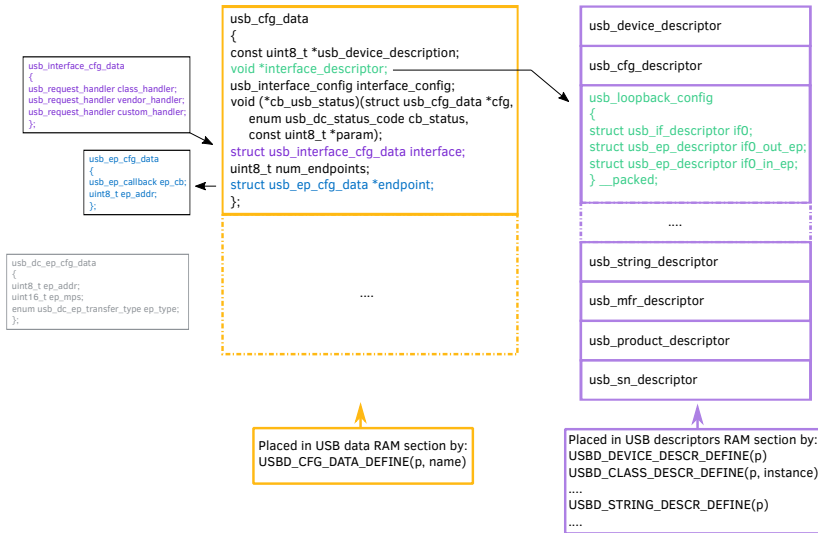 usb_interface_cfg_data
{
usb_request_handler class_handler;
usb_request_handler vendor_handler;
usb_request_handler custom_handler;
};
usb_ep_cfg_data
{
usb_ep_callback ep_cb;
uint8_t ep_addr;
};
usb_dc_ep_cfg_data
{
uint8_t ep_addr;
uint16_t ep_mps;
enum usb_dc_ep_transfer_type ep_type;
};
usb_cfg_data
{
const uint8_t *usb_device_description;
void *interface_descriptor;
usb_interface_config interface_config;
void (*cb_usb_status)(struct usb_cfg_data *cfg,
enum usb_dc_status_code cb_status,
const uint8_t *param);
struct usb_interface_cfg_data interface;
uint8_t num_endpoints;
struct usb_ep_cfg_data *endpoint;
};
....
Placed in USB data RAM section by:
USBD_CFG_DATA_DEFINE(p, name)
usb_device_descriptor
usb_cfg_descriptor
usb_loopback_config
{
struct usb_if_descriptor if0;
struct usb_ep_descriptor if0_out_ep;
struct usb_ep_descriptor if0_in_ep;
} __packed;
....
usb_string_descriptor
usb_mfr_descriptor
usb_product_descriptor
usb_sn_descriptor
Placed in USB descriptors RAM section by:
USBD_DEVICE_DESCR_DEFINE(p)
USBD_CLASS_DESCR_DEFINE(p, instance)
....
USBD_STRING_DESCR_DEFINE(p)
....